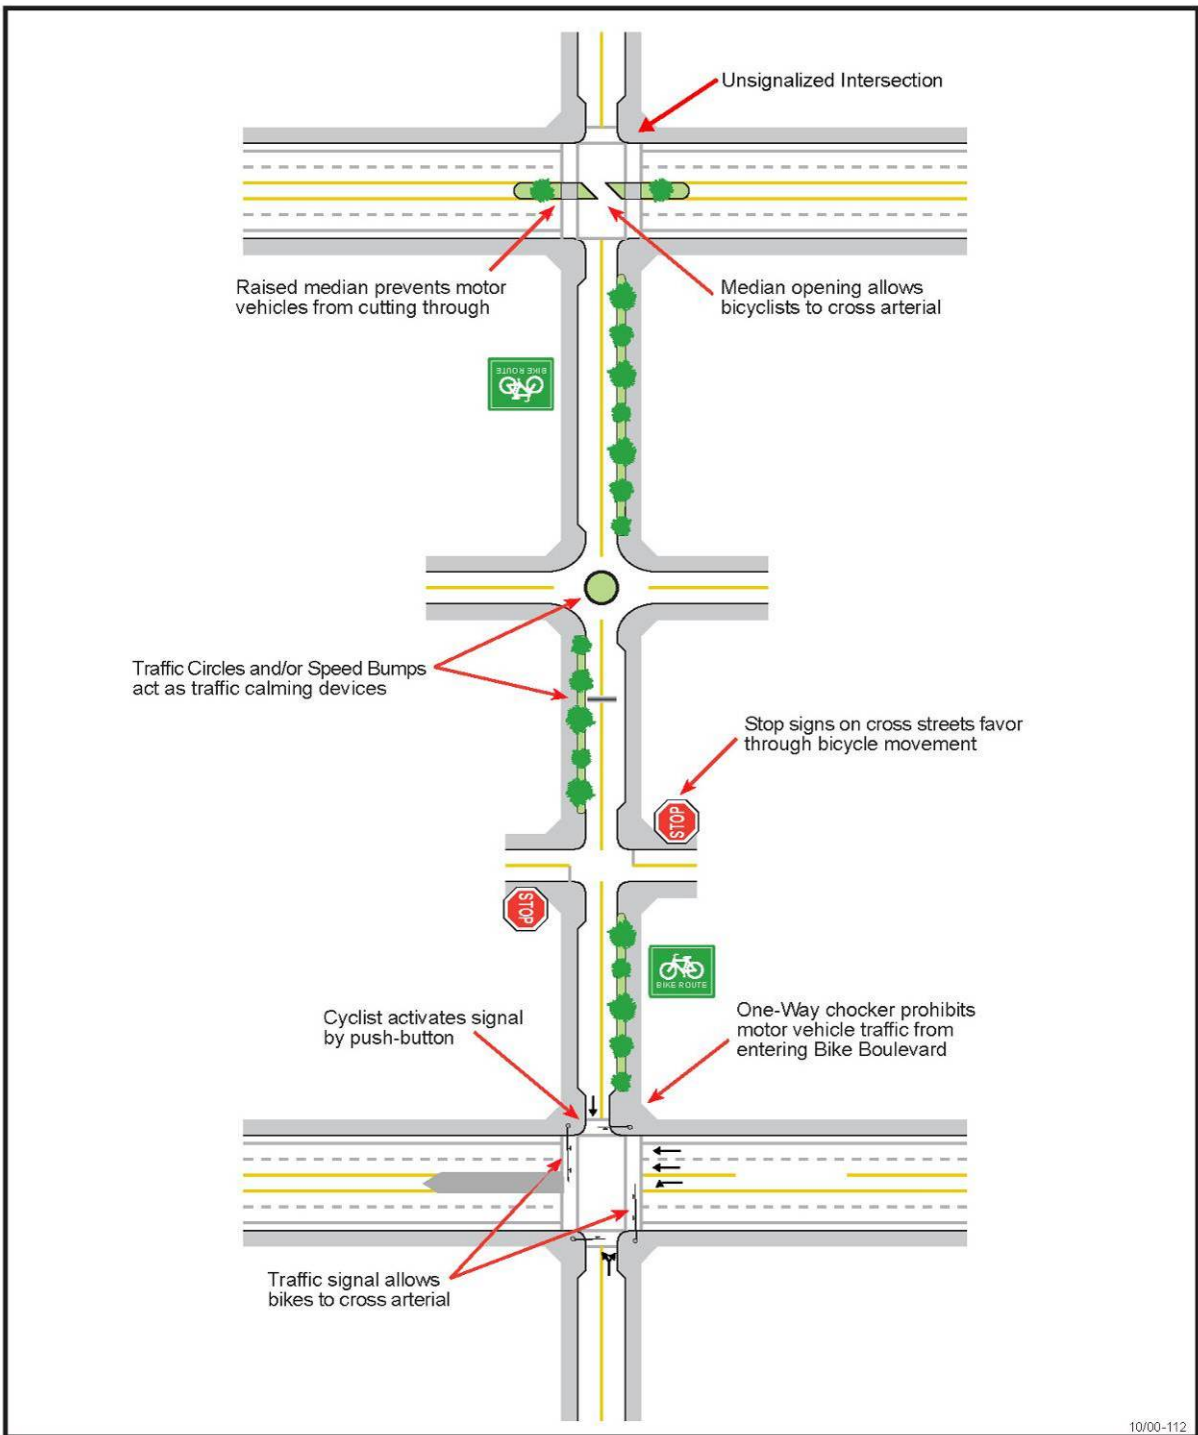 Unsignalized Intersection
Raised median prevents motor
vehicles from cutting through
Median opening allows
bicyclists to cross arterial
BIKE ROUTE
Traffic Circles and/or Speed Bumps
act as traffic calming devices
Stop signs on cross streets favor
through bicycle movement
STOP
STOP
BIKE ROUTE
Cyclist activates signal
by push-button
One-Way chocker prohibits
motor vehicle traffic from
entering Bike Boulevard
Traffic signal allows
bikes to cross arterial
10/00-112